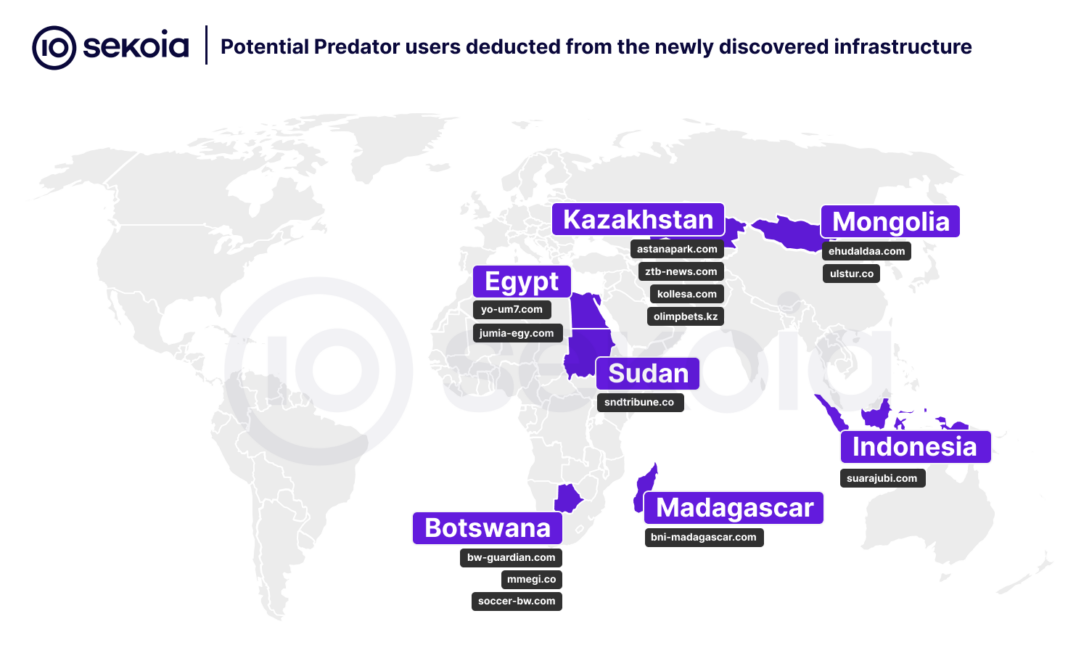 IO sekoia
Potential Predator users deducted from the newly discovered infrastructure
Kazakhstan
astanapark.com
ztb-news.com
kollesa.com
olimpbets.kz
Mongolia
ehudaldaa.com
ulstur.co
Egypt
yo-um7.com
jumia-egy.com
Sudan
sndtribune.co
Indonesia
suarajubi.com
Madagascar
bni-madagascar.com
Botswana
bw-guardian.com
mmegi.co
soccer-bw.com
IO sekoia